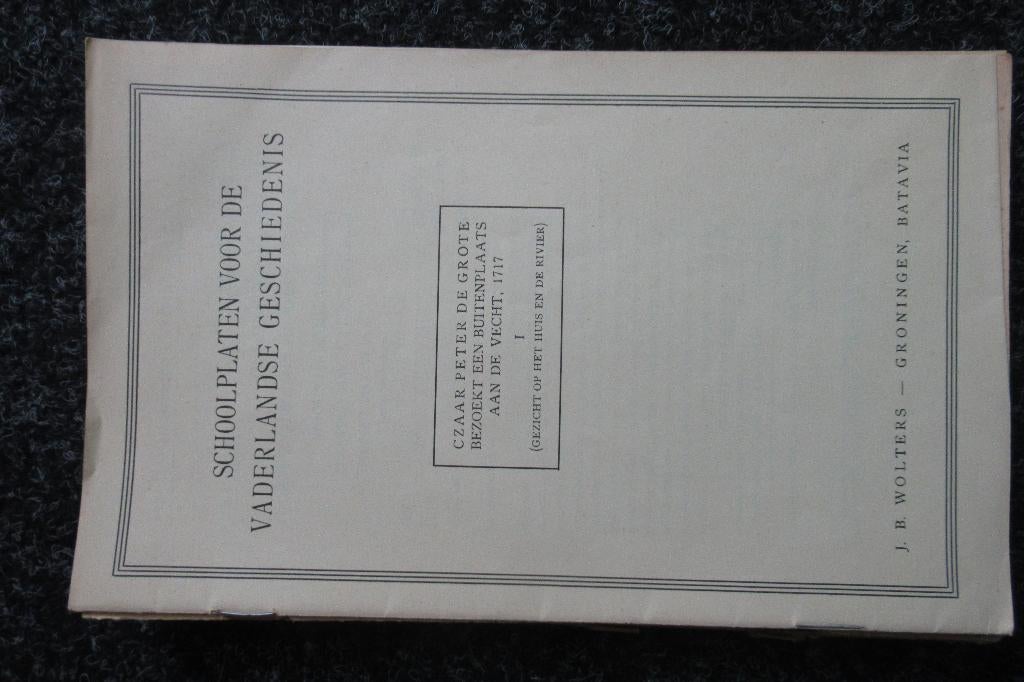 SCHOOLPLATEN VOOR DE
VADERLANDSE GESCHIEDENIS
CZAAR PETER DE GROTE
BEZOEKT EEN BUITENPLAATS
AAN DE VECHT, 1717
I
(GEZICHT OP HET HUIS EN DE RIVIER)
J. B. WOLTERS — GRONINGEN, BATAVIA